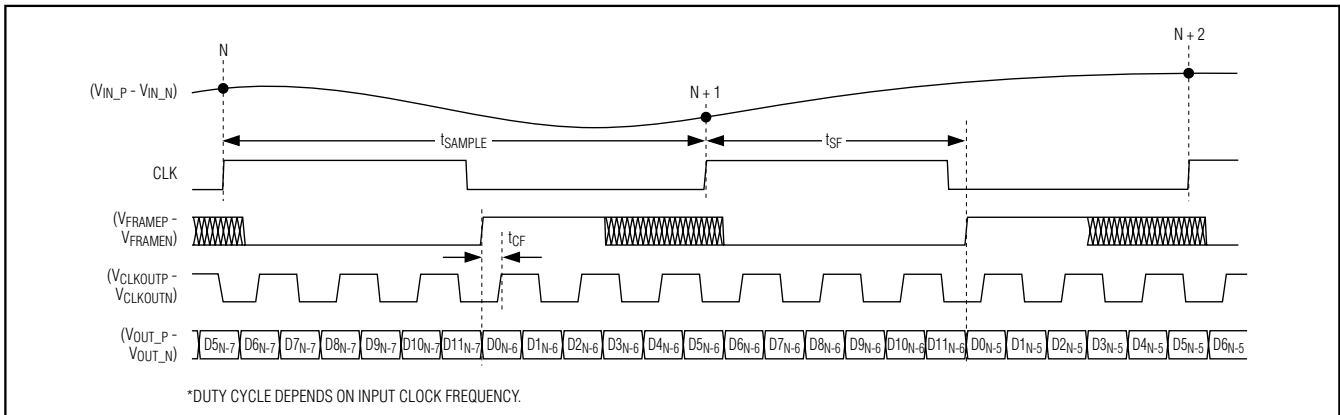 N
N + 2
(VIN_P - VIN_N)
N + 1
tSAMPLE
tSF
CLK
(VFRAMEP -
VFRAMEN)
tCF
(VCLKOUTP -
VCLKOUTN)
(VOUT_P -
VOUT_N)
D5N-7 D6N-7 D7N-7 D8N-7 D9N-7 D10N-7 D11N-7 D0N-6 D1N-6 D2N-6 D3N-6 D4N-6 D5N-6 D6N-6 D7N-6 D8N-6 D9N-6 D10N-6 D11N-6 D0N-5 D1N-5 D2N-5 D3N-5 D4N-5 D5N-5 D6N-5
*DUTY CYCLE DEPENDS ON INPUT CLOCK FREQUENCY.